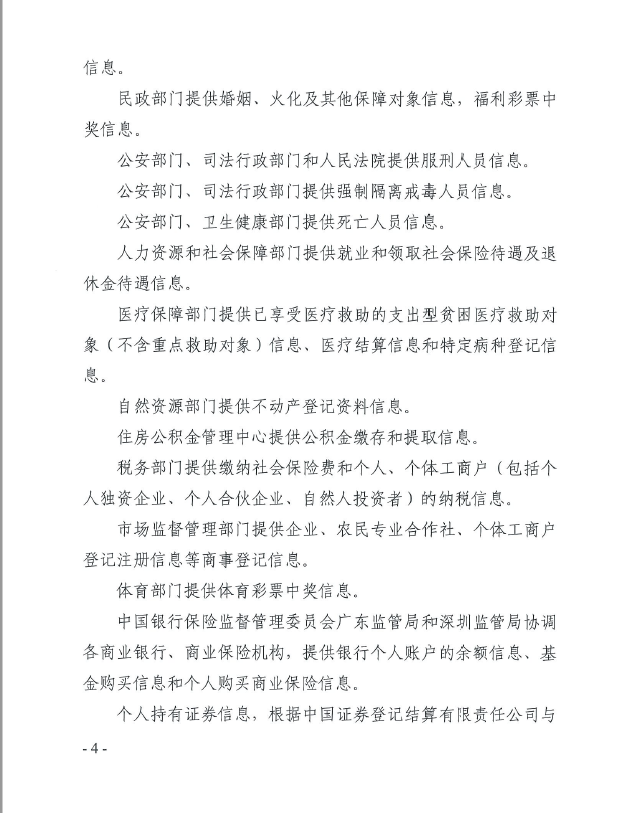 信息。
民政部门提供婚姻、火化及其他保障对象信息，福利彩票中
奖信息。
公安部门、司法行政部门和人民法院提供服刑人员信息。
公安部门、司法行政部门提供强制隔离戒毒人员信息。
公安部门、卫生健康部门提供死亡人员信息。
人力资源和社会保障部门提供就业和领取社会保险待遇及退
休金待遇信息。
医疗保障部门提供已享受医疗救助的支出型贫困医疗救助对
象（不含重点救助对象）信息、医疗结算信息和特定病种登记信
息。
自然资源部门提供不动产登记资料信息。
住房公积金管理中心提供公积金缴存和提取信息。
税务部门提供缴纳社会保险费和个人、个体工商户（包括个
人独资企业、个人合伙企业、自然人投资者）的纳税信息。
市场监督管理部门提供企业、农民专业合作社、个体工商户
登记注册信息等商事登记信息。
体育部门提供体育彩票中奖信息。
中国银行保险监督管理委员会广东监管局和深圳监管局协调
各商业银行、商业保险机构，提供银行个人账户的余额信息、基
金购买信息和个人购买商业保险信息。
个人持有证券信息，根据中国证券登记结算有限责任公司与
- 4 -